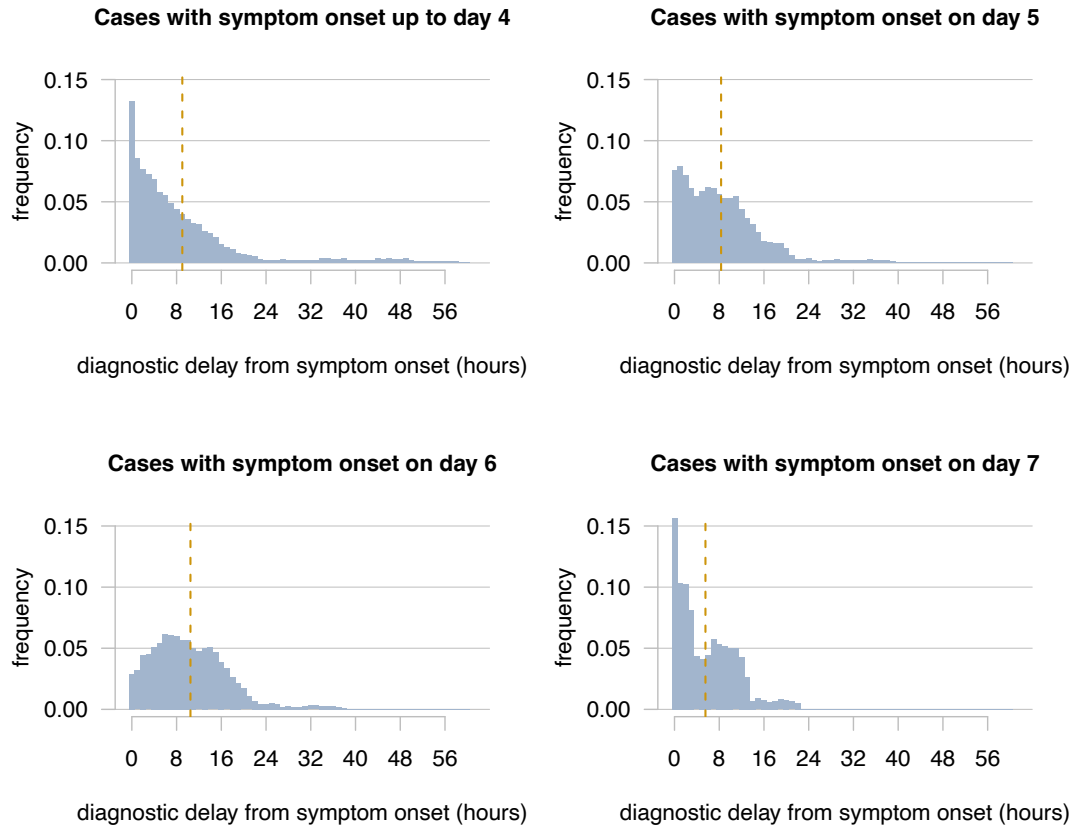 Cases with symptom onset up to day 4
frequency
0.15
0.10
0.05
0.00
0 8 16 24 32 40 48 56
diagnostic delay from symptom onset (hours)
Cases with symptom onset on day 5
frequency
0.15
0.10
0.05
0.00
0 8 16 24 32 40 48 56
diagnostic delay from symptom onset (hours)
Cases with symptom onset on day 6
frequency
0.15
0.10
0.05
0.00
0 8 16 24 32 40 48 56
diagnostic delay from symptom onset (hours)
Cases with symptom onset on day 7
frequency
0.15
0.10
0.05
0.00
0 8 16 24 32 40 48 56
diagnostic delay from symptom onset (hours)